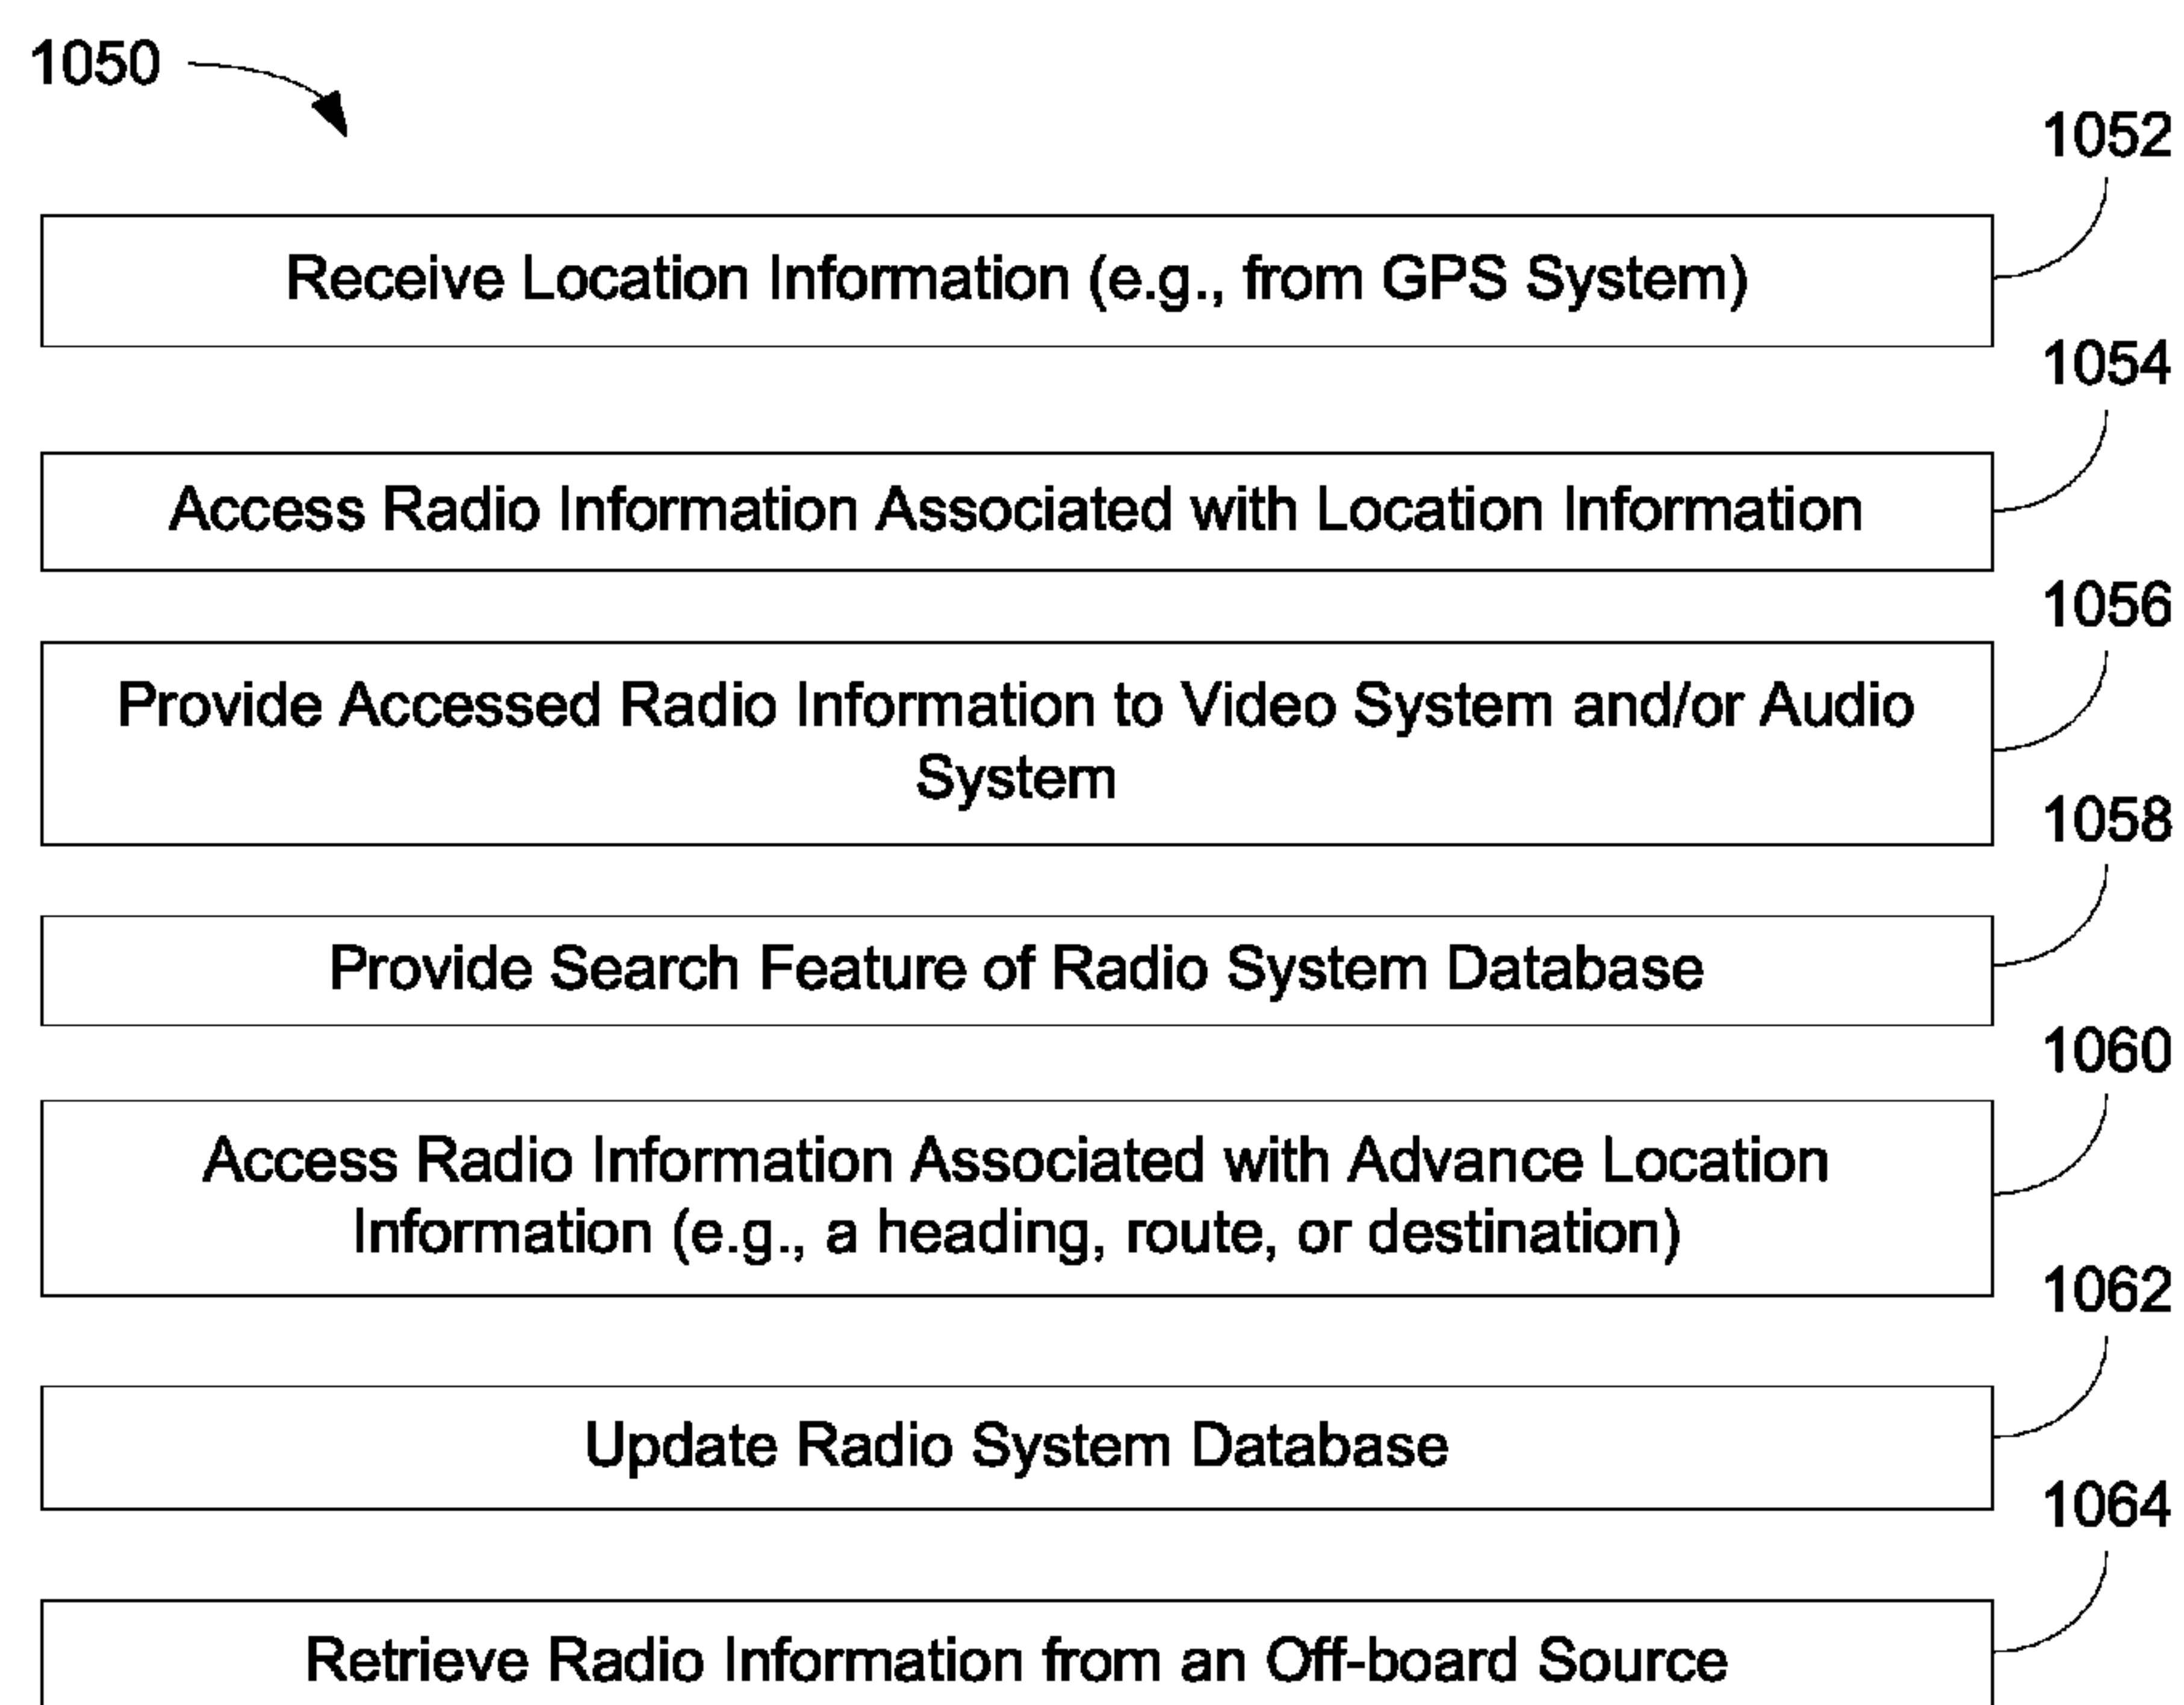 1050
1052
Receive Location Information (e.g., from GPS System)
1054
Access Radio Information Associated with Location Information
1056
Provide Accessed Radio Information to Video System and/or Audio
System
1058
Provide Search Feature of Radio System Database
1060
Access Radio Information Associated with Advance Location
Information (e.g., a heading, route, or destination)
1062
Update Radio System Database
1064
Retrieve Radio Information from an Off-board Source